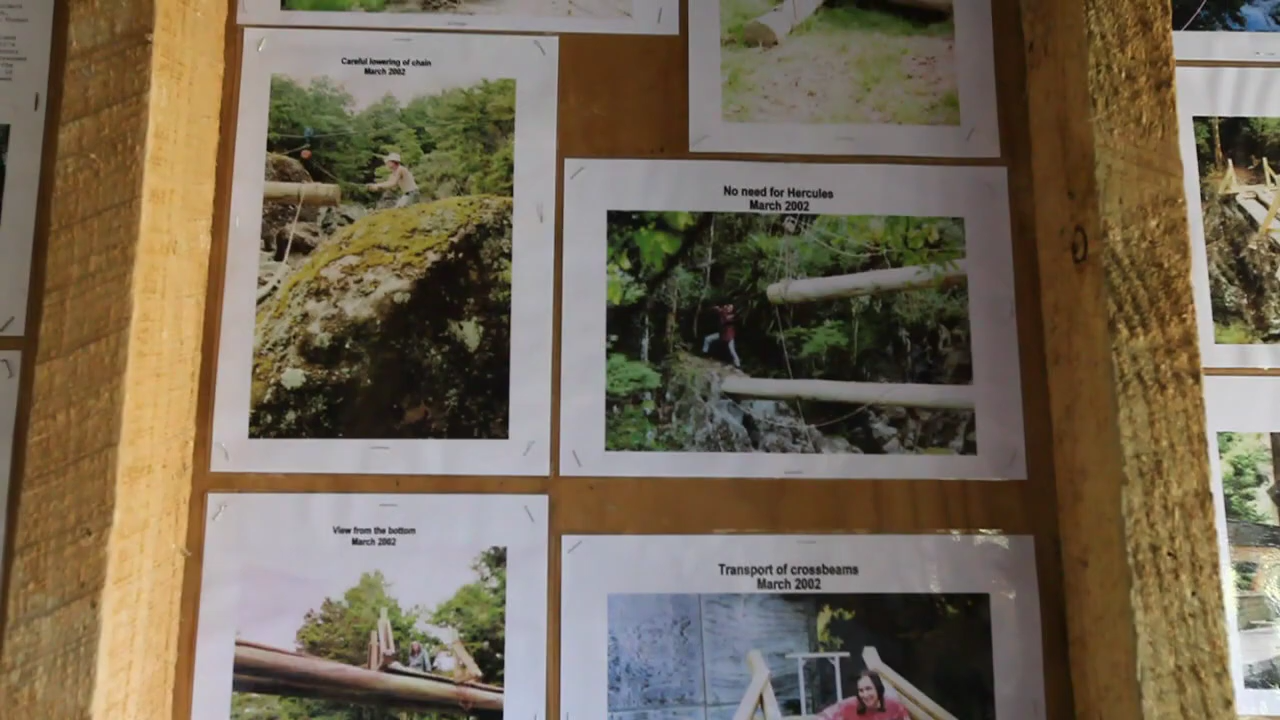 Careful lowering of chain
March 2002
No need for Hercules
March 2002
View from the bottom
March 2002
Transport of crossbeams
March 2002